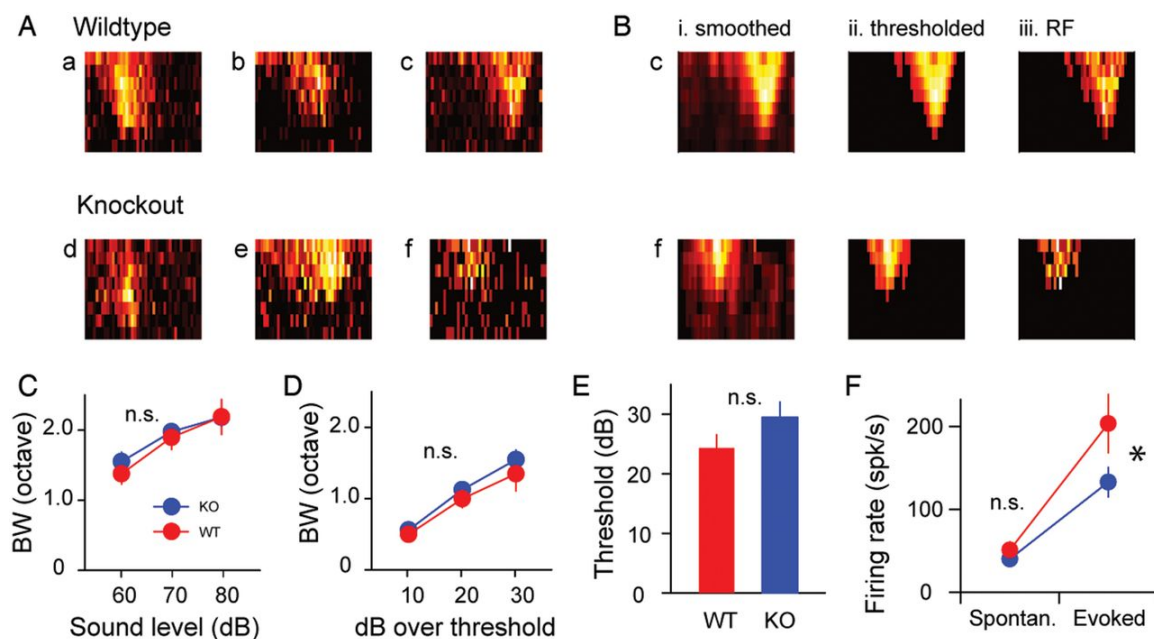 A Wildtype
a b c
Knockout
d e f
B i. smoothed ii. thresholded iii. RF
c
f
C
BW (octave)
2.0
1.0
0
n.s.
KO
WT
60 70 80
Sound level (dB)
D
BW (octave)
2.0
1.0
0
n.s.
10 20 30
dB over threshold
E
Threshold (dB)
30
20
10
0
n.s.
WT KO
F
Firing rate (spk/s)
200
100
0
n.s.
*
Spontan. Evoked